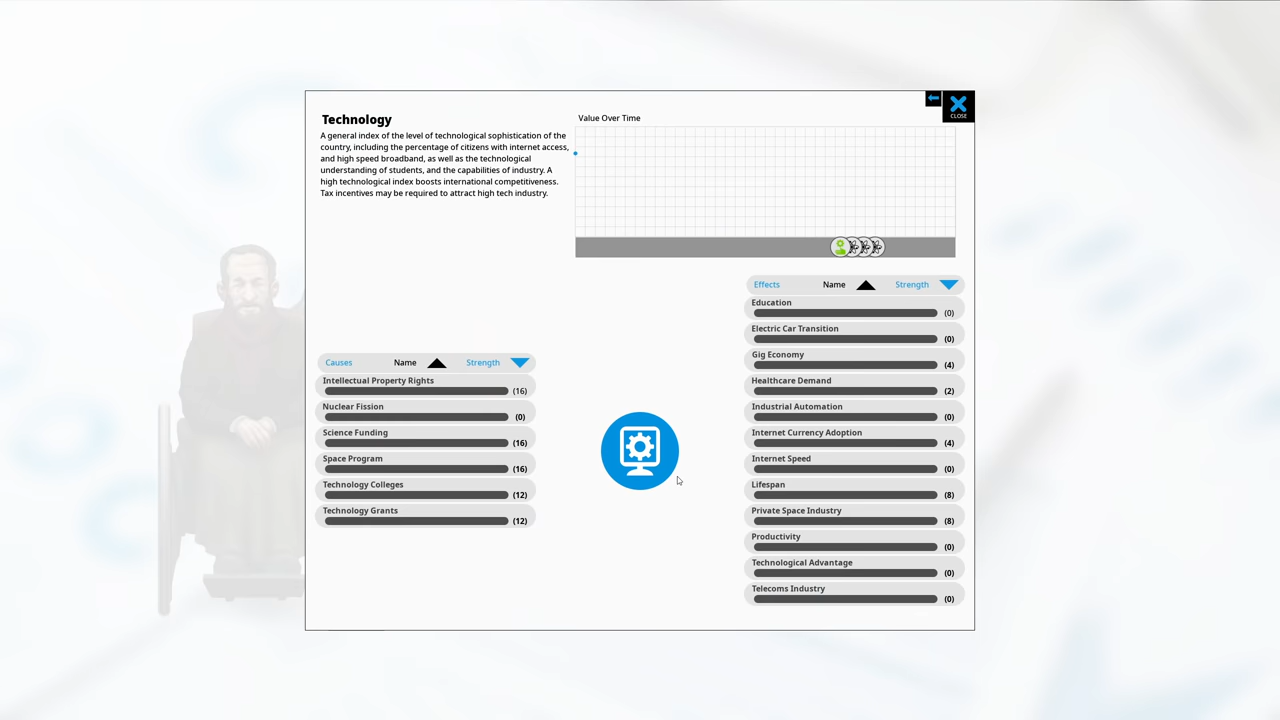 Technology
A general index of the level of technological sophistication of the
country, including the percentage of citizens with internet access,
and high speed broadband, as well as the technological
understanding of students, and the capabilities of industry. A
high technological index boosts international competitiveness.
Tax incentives may be required to attract high tech industry.
Value Over Time
CLOSE
Causes Name Strength
Intellectual Property Rights
(16)
Nuclear Fission
(0)
Science Funding
(16)
Space Program
(16)
Technology Colleges
(12)
Technology Grants
(12)
Effects Name Strength
Education
(0)
Electric Car Transition
(0)
Gig Economy
(4)
Healthcare Demand
(2)
Industrial Automation
(0)
Internet Currency Adoption
(4)
Internet Speed
(0)
Lifespan
(8)
Private Space Industry
(8)
Productivity
(0)
Technological Advantage
(0)
Telecoms Industry
(0)